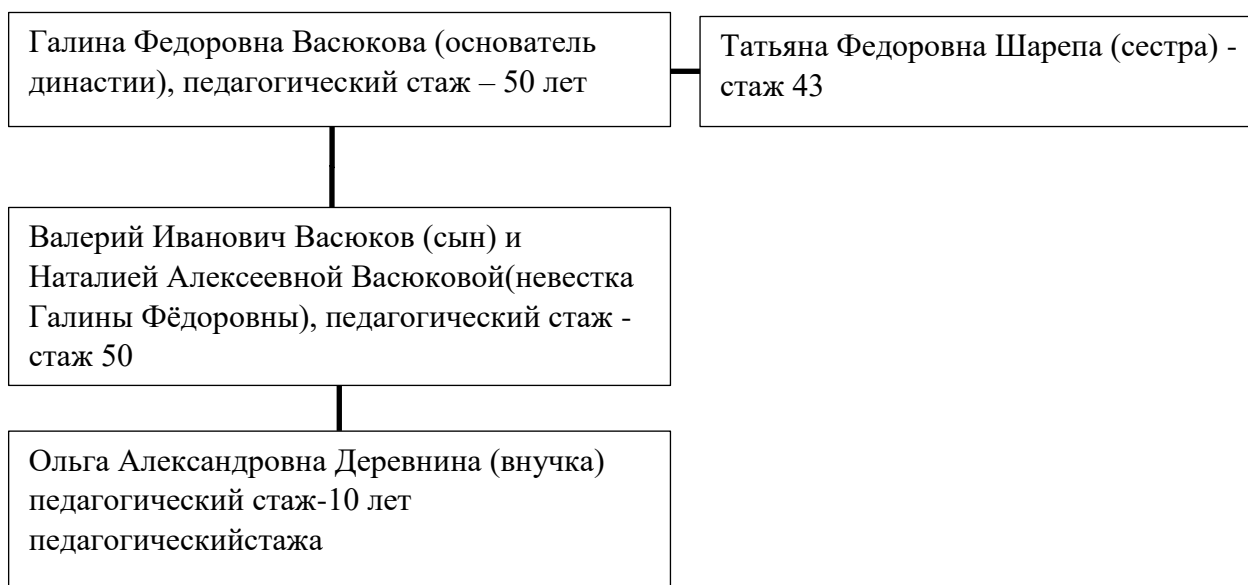 Галина Федоровна Васюкова (основатель
династии), педагогический стаж – 50 лет
Татьяна Федоровна Шарепа (сестра) -
стаж 43
Валерий Иванович Васюков (сын) и
Наталией Алексеевной Васюковой(невестка
Галины Фёдоровны), педагогический стаж -
стаж 50
Ольга Александровна Деревнина (внучка)
педагогический стаж-10 лет
педагогическийстажа